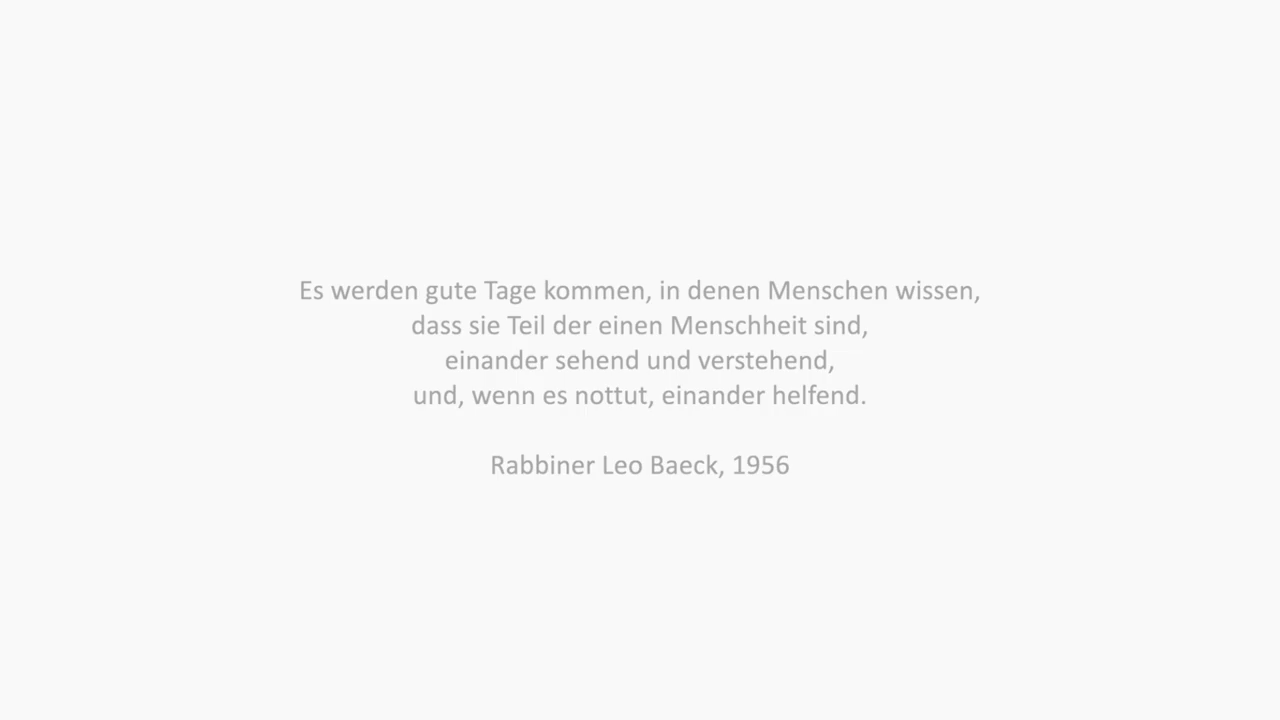 Es werden gute Tage kommen, in denen Menschen wissen,
dass sie Teil der einen Menschheit sind,
einander sehend und verstehend,
und, wenn es nottut, einander helfend.
Rabbiner Leo Baeck, 1956